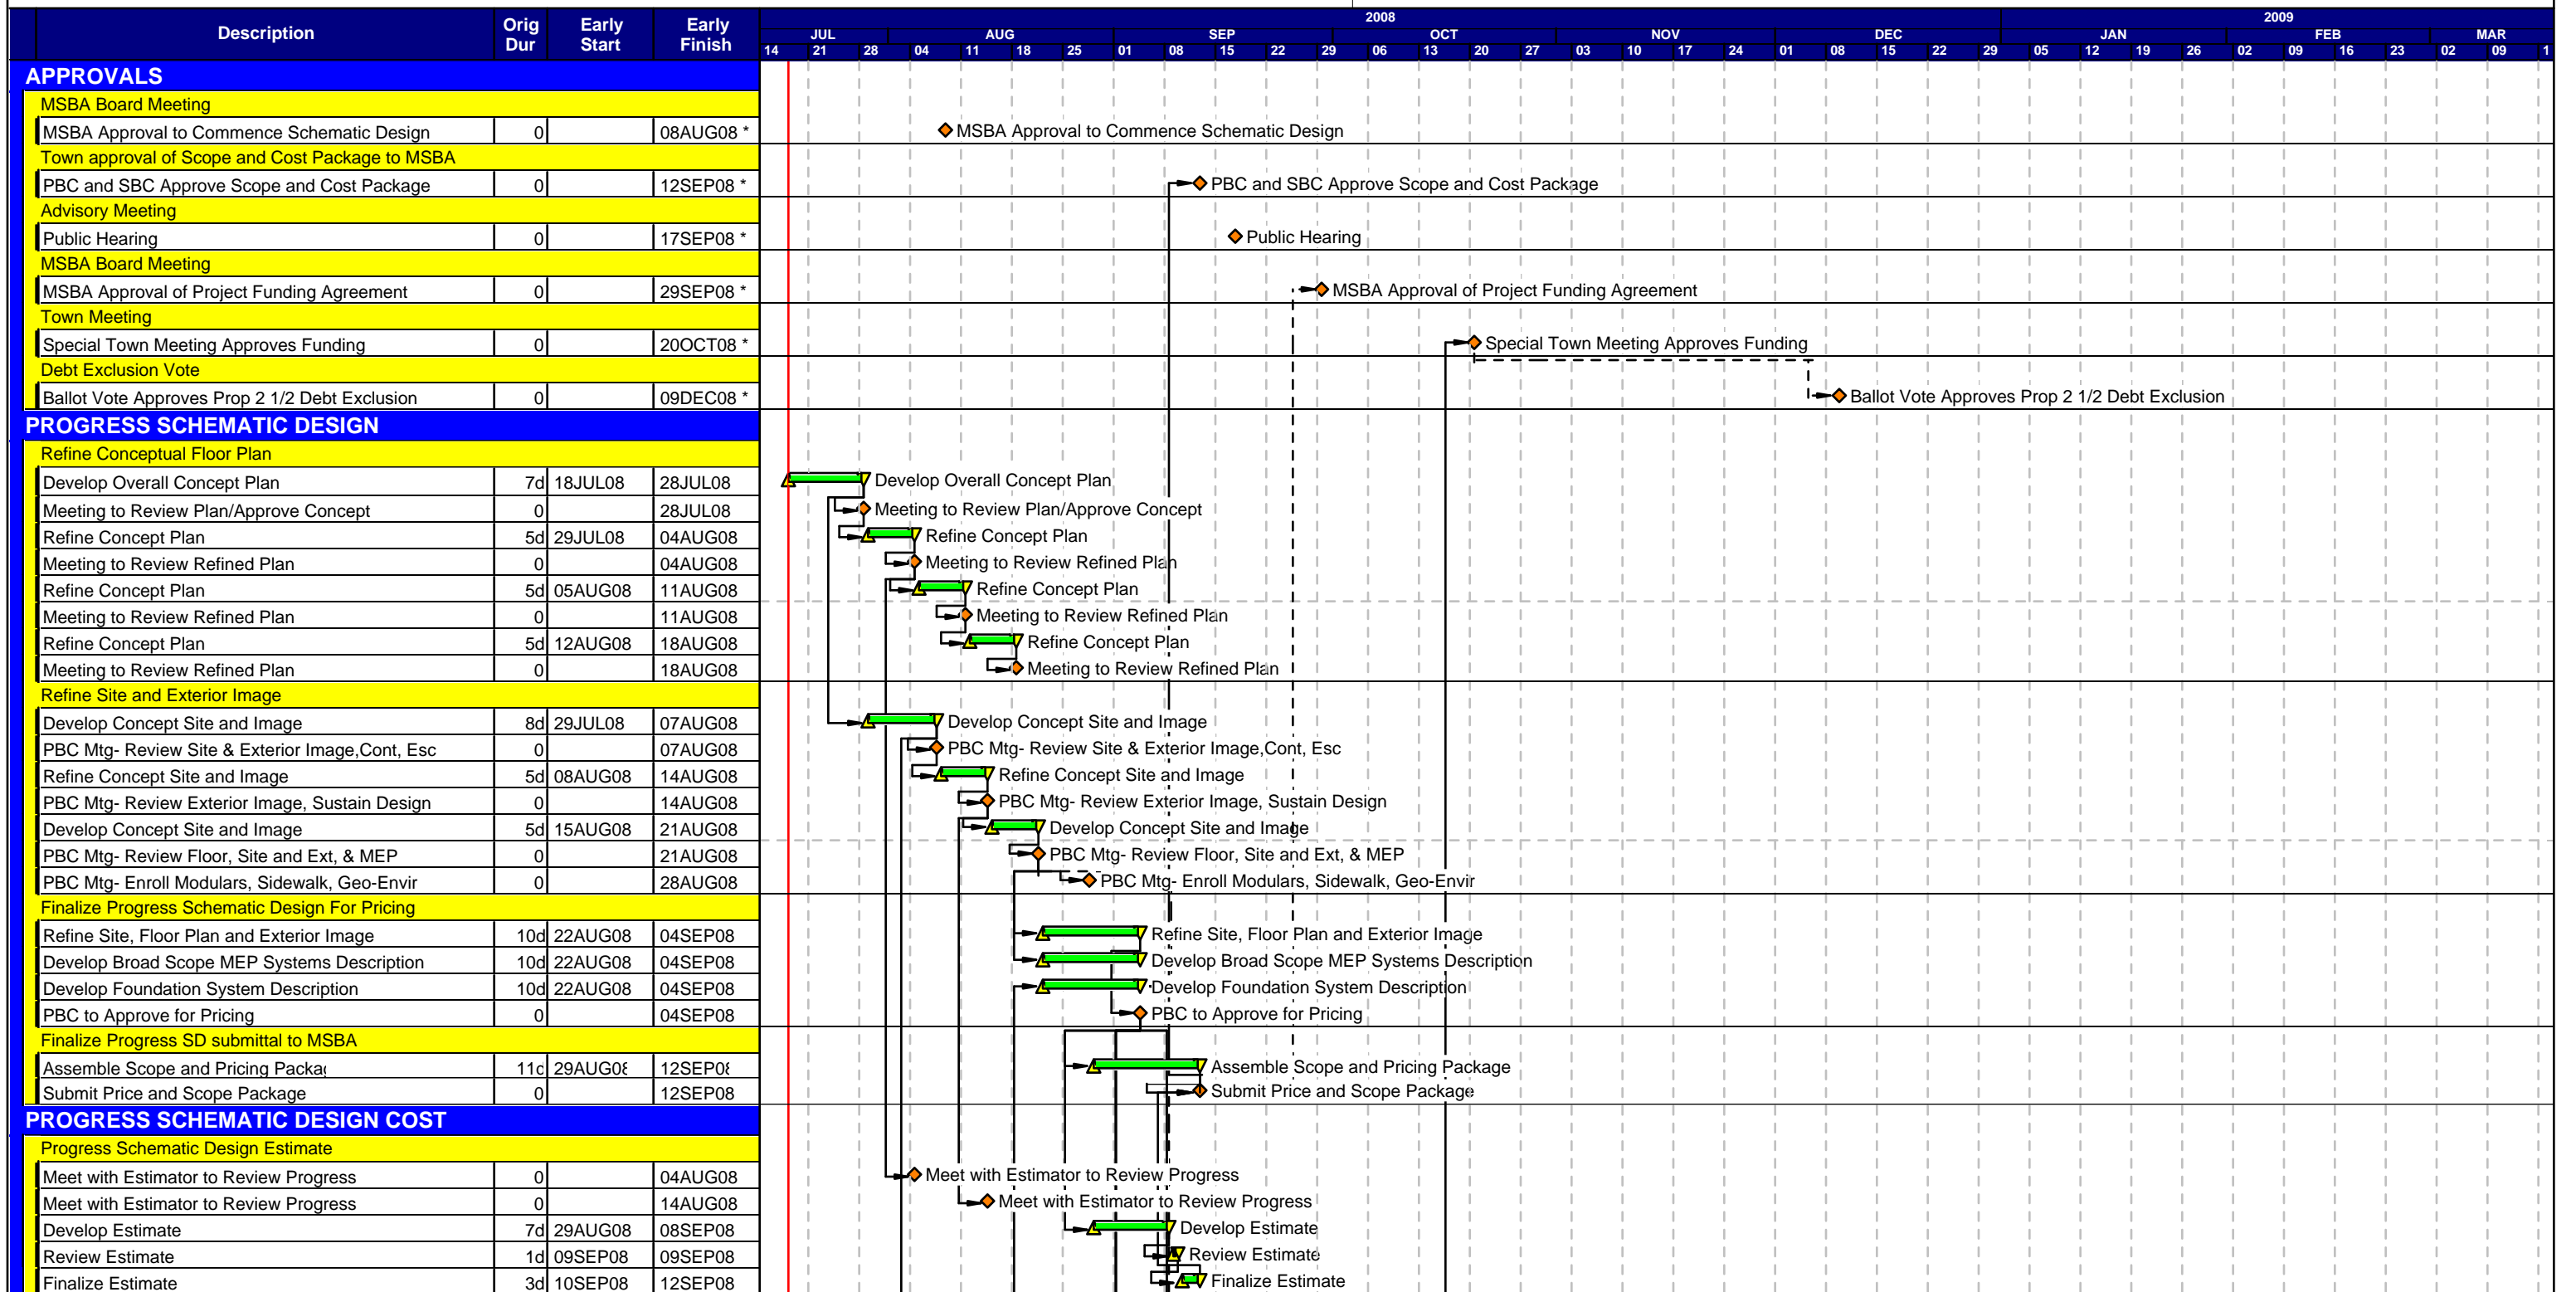 2008 2009
Description Orig Dur Early Start Early Finish
JUL AUG SEP OCT NOV DEC JAN FEB MAR
14 21 28 04 11 18 25 01 08 15 22 29 06 13 20 27 03 10 17 24 01 08 15 22 29 05 12 19 26 02 09 16 23 02 09 1
APPROVALS
MSBA Board Meeting
MSBA Approval to Commence Schematic Design 0 08AUG08 * MSBA Approval to Commence Schematic Design
Town approval of Scope and Cost Package to MSBA
PBC and SBC Approve Scope and Cost Package 0 12SEP08 * PBC and SBC Approve Scope and Cost Package
Advisory Meeting
Public Hearing 0 17SEP08 * Public Hearing
MSBA Board Meeting
MSBA Approval of Project Funding Agreement 0 29SEP08 * MSBA Approval of Project Funding Agreement
Town Meeting
Special Town Meeting Approves Funding 0 20OCT08 * Special Town Meeting Approves Funding
Debt Exclusion Vote
Ballot Vote Approves Prop 2 1/2 Debt Exclusion 0 09DEC08 * Ballot Vote Approves Prop 2 1/2 Debt Exclusion
PROGRESS SCHEMATIC DESIGN
Refine Conceptual Floor Plan
Develop Overall Concept Plan 7d 18JUL08 28JUL08 Develop Overall Concept Plan
Meeting to Review Plan/Approve Concept 0 28JUL08 Meeting to Review Plan/Approve Concept
Refine Concept Plan 5d 29JUL08 04AUG08 Refine Concept Plan
Meeting to Review Refined Plan 0 04AUG08 Meeting to Review Refined Plan
Refine Concept Plan 5d 05AUG08 11AUG08 Refine Concept Plan
Meeting to Review Refined Plan 0 11AUG08 Meeting to Review Refined Plan
Refine Concept Plan 5d 12AUG08 18AUG08 Refine Concept Plan
Meeting to Review Refined Plan 0 18AUG08 Meeting to Review Refined Plan
Refine Site and Exterior Image
Develop Concept Site and Image 8d 29JUL08 07AUG08 Develop Concept Site and Image
PBC Mtg- Review Site & Exterior Image,Cont, Esc 0 07AUG08 PBC Mtg- Review Site & Exterior Image,Cont, Esc
Refine Concept Site and Image 5d 08AUG08 14AUG08 Refine Concept Site and Image
PBC Mtg- Review Exterior Image, Sustain Design 0 14AUG08 PBC Mtg- Review Exterior Image, Sustain Design
Develop Concept Site and Image 5d 15AUG08 21AUG08 Develop Concept Site and Image
PBC Mtg- Review Floor, Site and Ext, & MEP 0 21AUG08 PBC Mtg- Review Floor, Site and Ext, & MEP
PBC Mtg- Enroll Modulars, Sidewalk, Geo-Envir 0 28AUG08 PBC Mtg- Enroll Modulars, Sidewalk, Geo-Envir
Finalize Progress Schematic Design For Pricing
Refine Site, Floor Plan and Exterior Image 10d 22AUG08 04SEP08 Refine Site, Floor Plan and Exterior Image
Develop Broad Scope MEP Systems Description 10d 22AUG08 04SEP08 Develop Broad Scope MEP Systems Description
Develop Foundation System Description 10d 22AUG08 04SEP08 Develop Foundation System Description
PBC to Approve for Pricing 0 04SEP08 PBC to Approve for Pricing
Finalize Progress SD submittal to MSBA
Assemble Scope and Pricing Package 11d 29AUG08 12SEP08 Assemble Scope and Pricing Package
Submit Price and Scope Package 0 12SEP08 Submit Price and Scope Package
PROGRESS SCHEMATIC DESIGN COST
Progress Schematic Design Estimate
Meet with Estimator to Review Progress 0 04AUG08 Meet with Estimator to Review Progress
Meet with Estimator to Review Progress 0 14AUG08 Meet with Estimator to Review Progress
Develop Estimate 7d 29AUG08 08SEP08 Develop Estimate
Review Estimate 1d 09SEP08 09SEP08 Review Estimate
Finalize Estimate 3d 10SEP08 12SEP08 Finalize Estimate